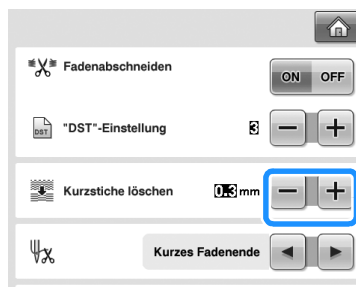 Fadenabschneiden
ON OFF
"DST"-Einstellung 3
DST
Kurzstiche löschen 0.3 mm
Kurzes Fadenende